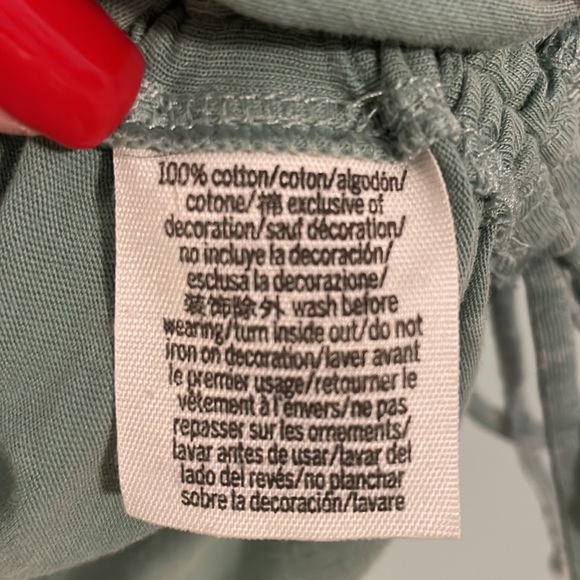 100% cotton/coton/algodón/
cotone/棉 exclusive of
decoration/sauf décoration/
no incluye la decoración/
esclusa la decorazione/
装饰除外 wash before
wearing/turn inside out/do not
iron on decoration/laver avant
le premier usage/retourner le
vêtement à l'envers/ne pas
repasser sur les ornements/
lavar antes de usar/lavar del
lado del revés/no planchar
sobre la decoración/lavare